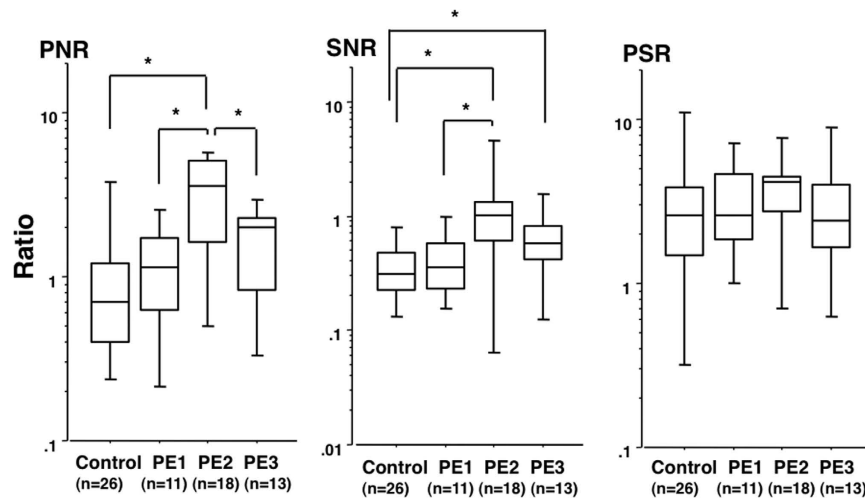 PNR
SNR
PSR
*
*
*
*
*
*
Ratio
10
1
.1
10
1
.1
.01
10
1
.1
Control PE1 PE2 PE3
(n=26) (n=11) (n=18) (n=13)
Control PE1 PE2 PE3
(n=26) (n=11) (n=18) (n=13)
Control PE1 PE2 PE3
(n=26) (n=11) (n=18) (n=13)